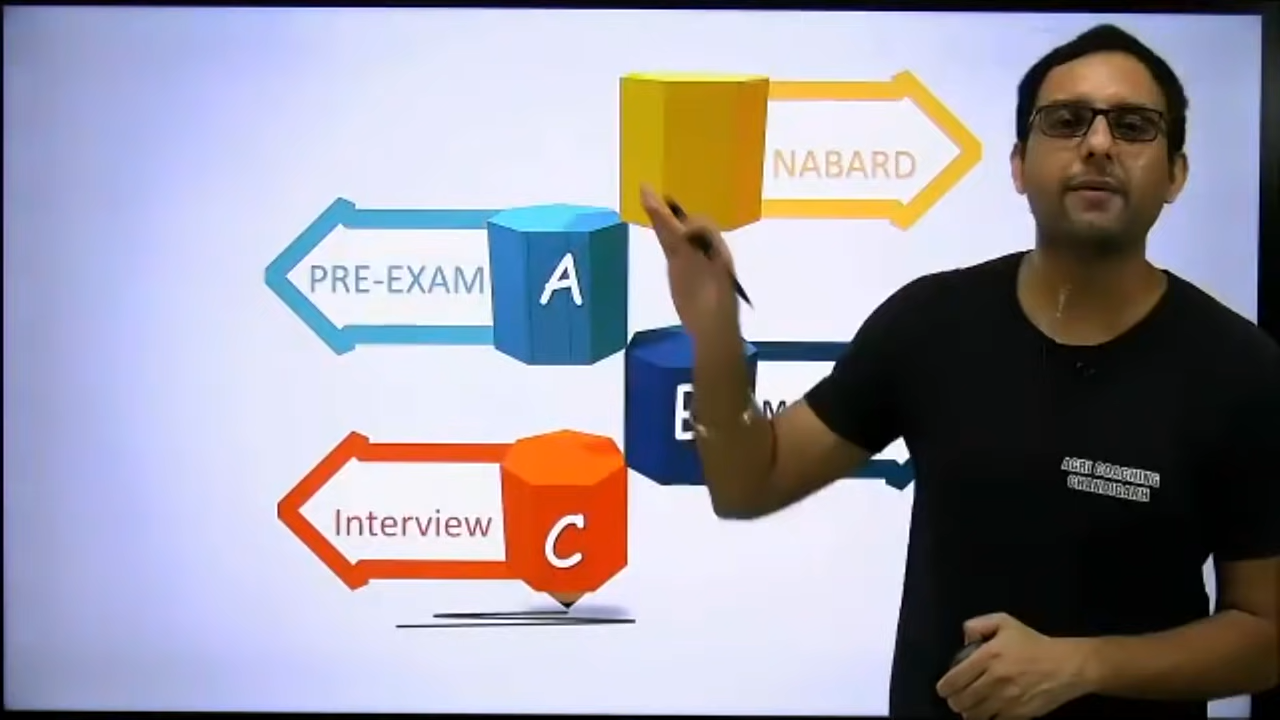 NABARD
PRE-EXAM
A
Interview
C
AGRI COACHING
CHANDIGARH